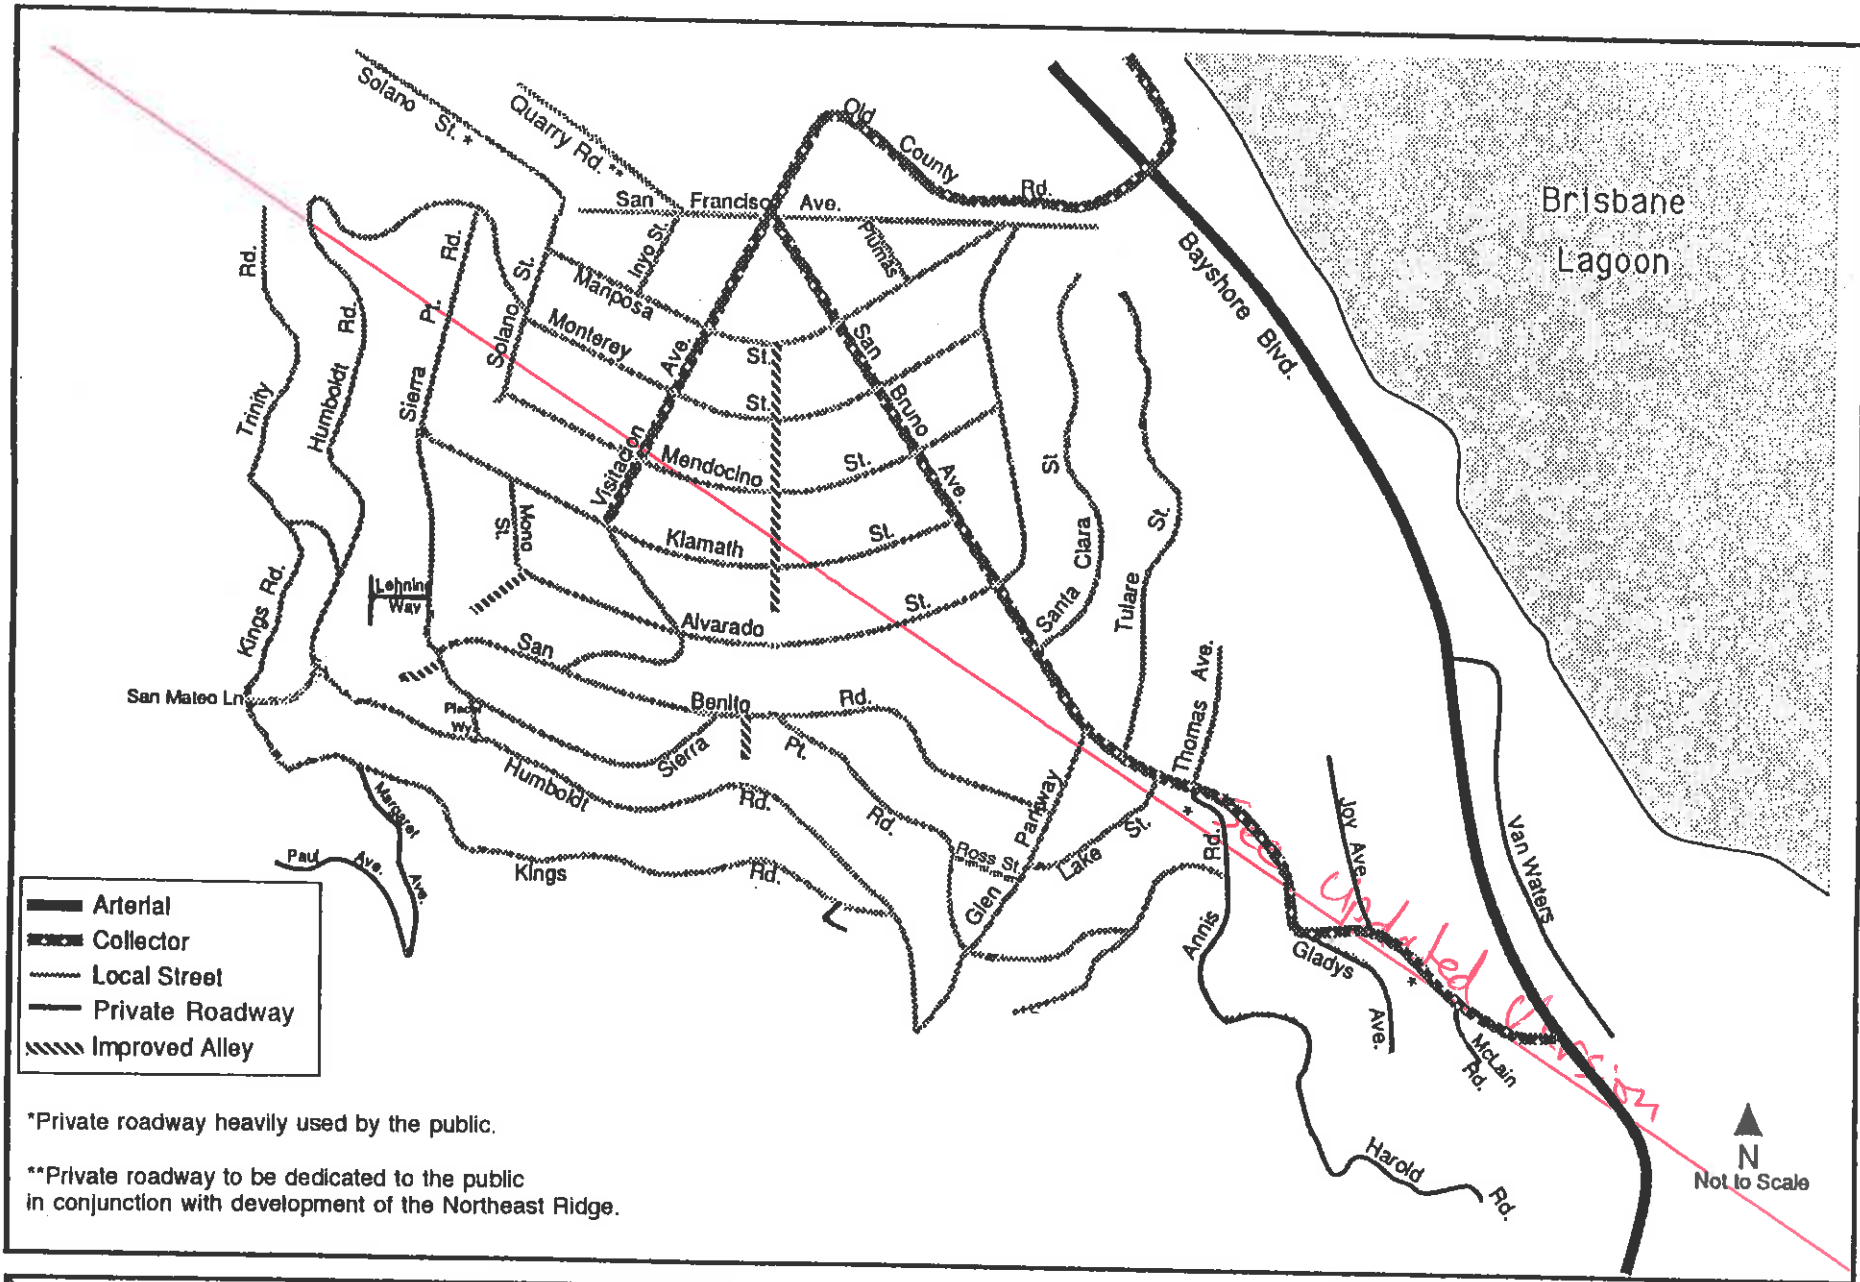 Solano St. *
Quarry Rd. **
Old County Rd.
San Francisc Ave.
Inyo St.
Plumas
Brisbane
Lagoon
Bayshore Blvd.
Rd.
Trinity
Humboldt Rd.
Sierra Pt. Rd.
Solano St.
Mariposa St.
Monterey St.
Visitacion Ave.
Mendocino St.
San Bruno Ave.
Klamath St.
Mono St.
Alvarado St.
Santa Clara St
Tulare St.
Thomas Ave.
Kings Rd.
Lehning
Way
San Mateo Ln
San Benito Rd.
Placer
Wy.
Sierra Pt. Rd.
Humboldt Rd.
Kings Rd.
Margaret Ave.
Paul Ave.
Ross St.
Glen Parkway
Lake St.
*
Annis Rd.
Joy Ave.
Gladys Ave.
*
McLain Rd.
Van Waters
Harold Rd.
See updated version
Arterial
Collector
Local Street
Private Roadway
Improved Alley
*Private roadway heavily used by the public.
**Private roadway to be dedicated to the public
in conjunction with development of the Northeast Ridge.
N
Not to Scale